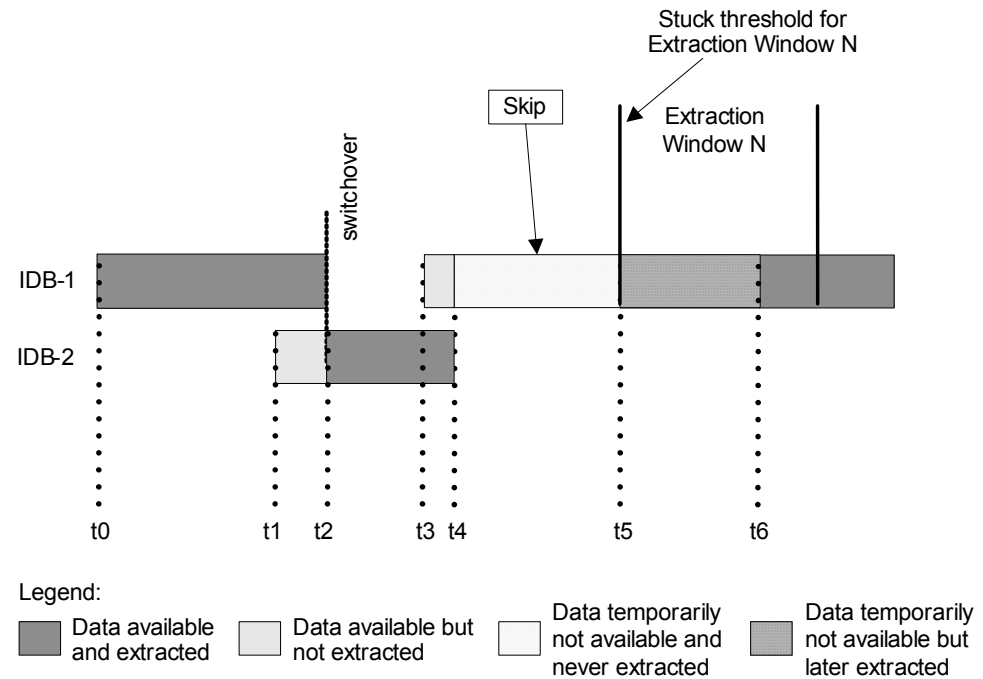 Stuck threshold for
Extraction Window N
Skip
Extraction
Window N
switchover
IDB-1
IDB-2
t0
t1
t2
t3
t4
t5
t6
Legend:
Data available
and extracted
Data available but
not extracted
Data temporarily
not available and
never extracted
Data temporarily
not available but
later extracted